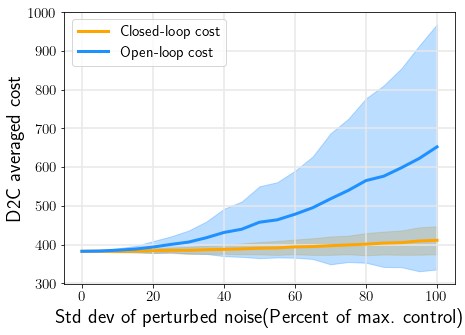 1000
900
800
700
600
500
400
300
D2C averaged cost
Closed-loop cost
Open-loop cost
0 20 40 60 80 100
Std dev of perturbed noise(Percent of max. control)